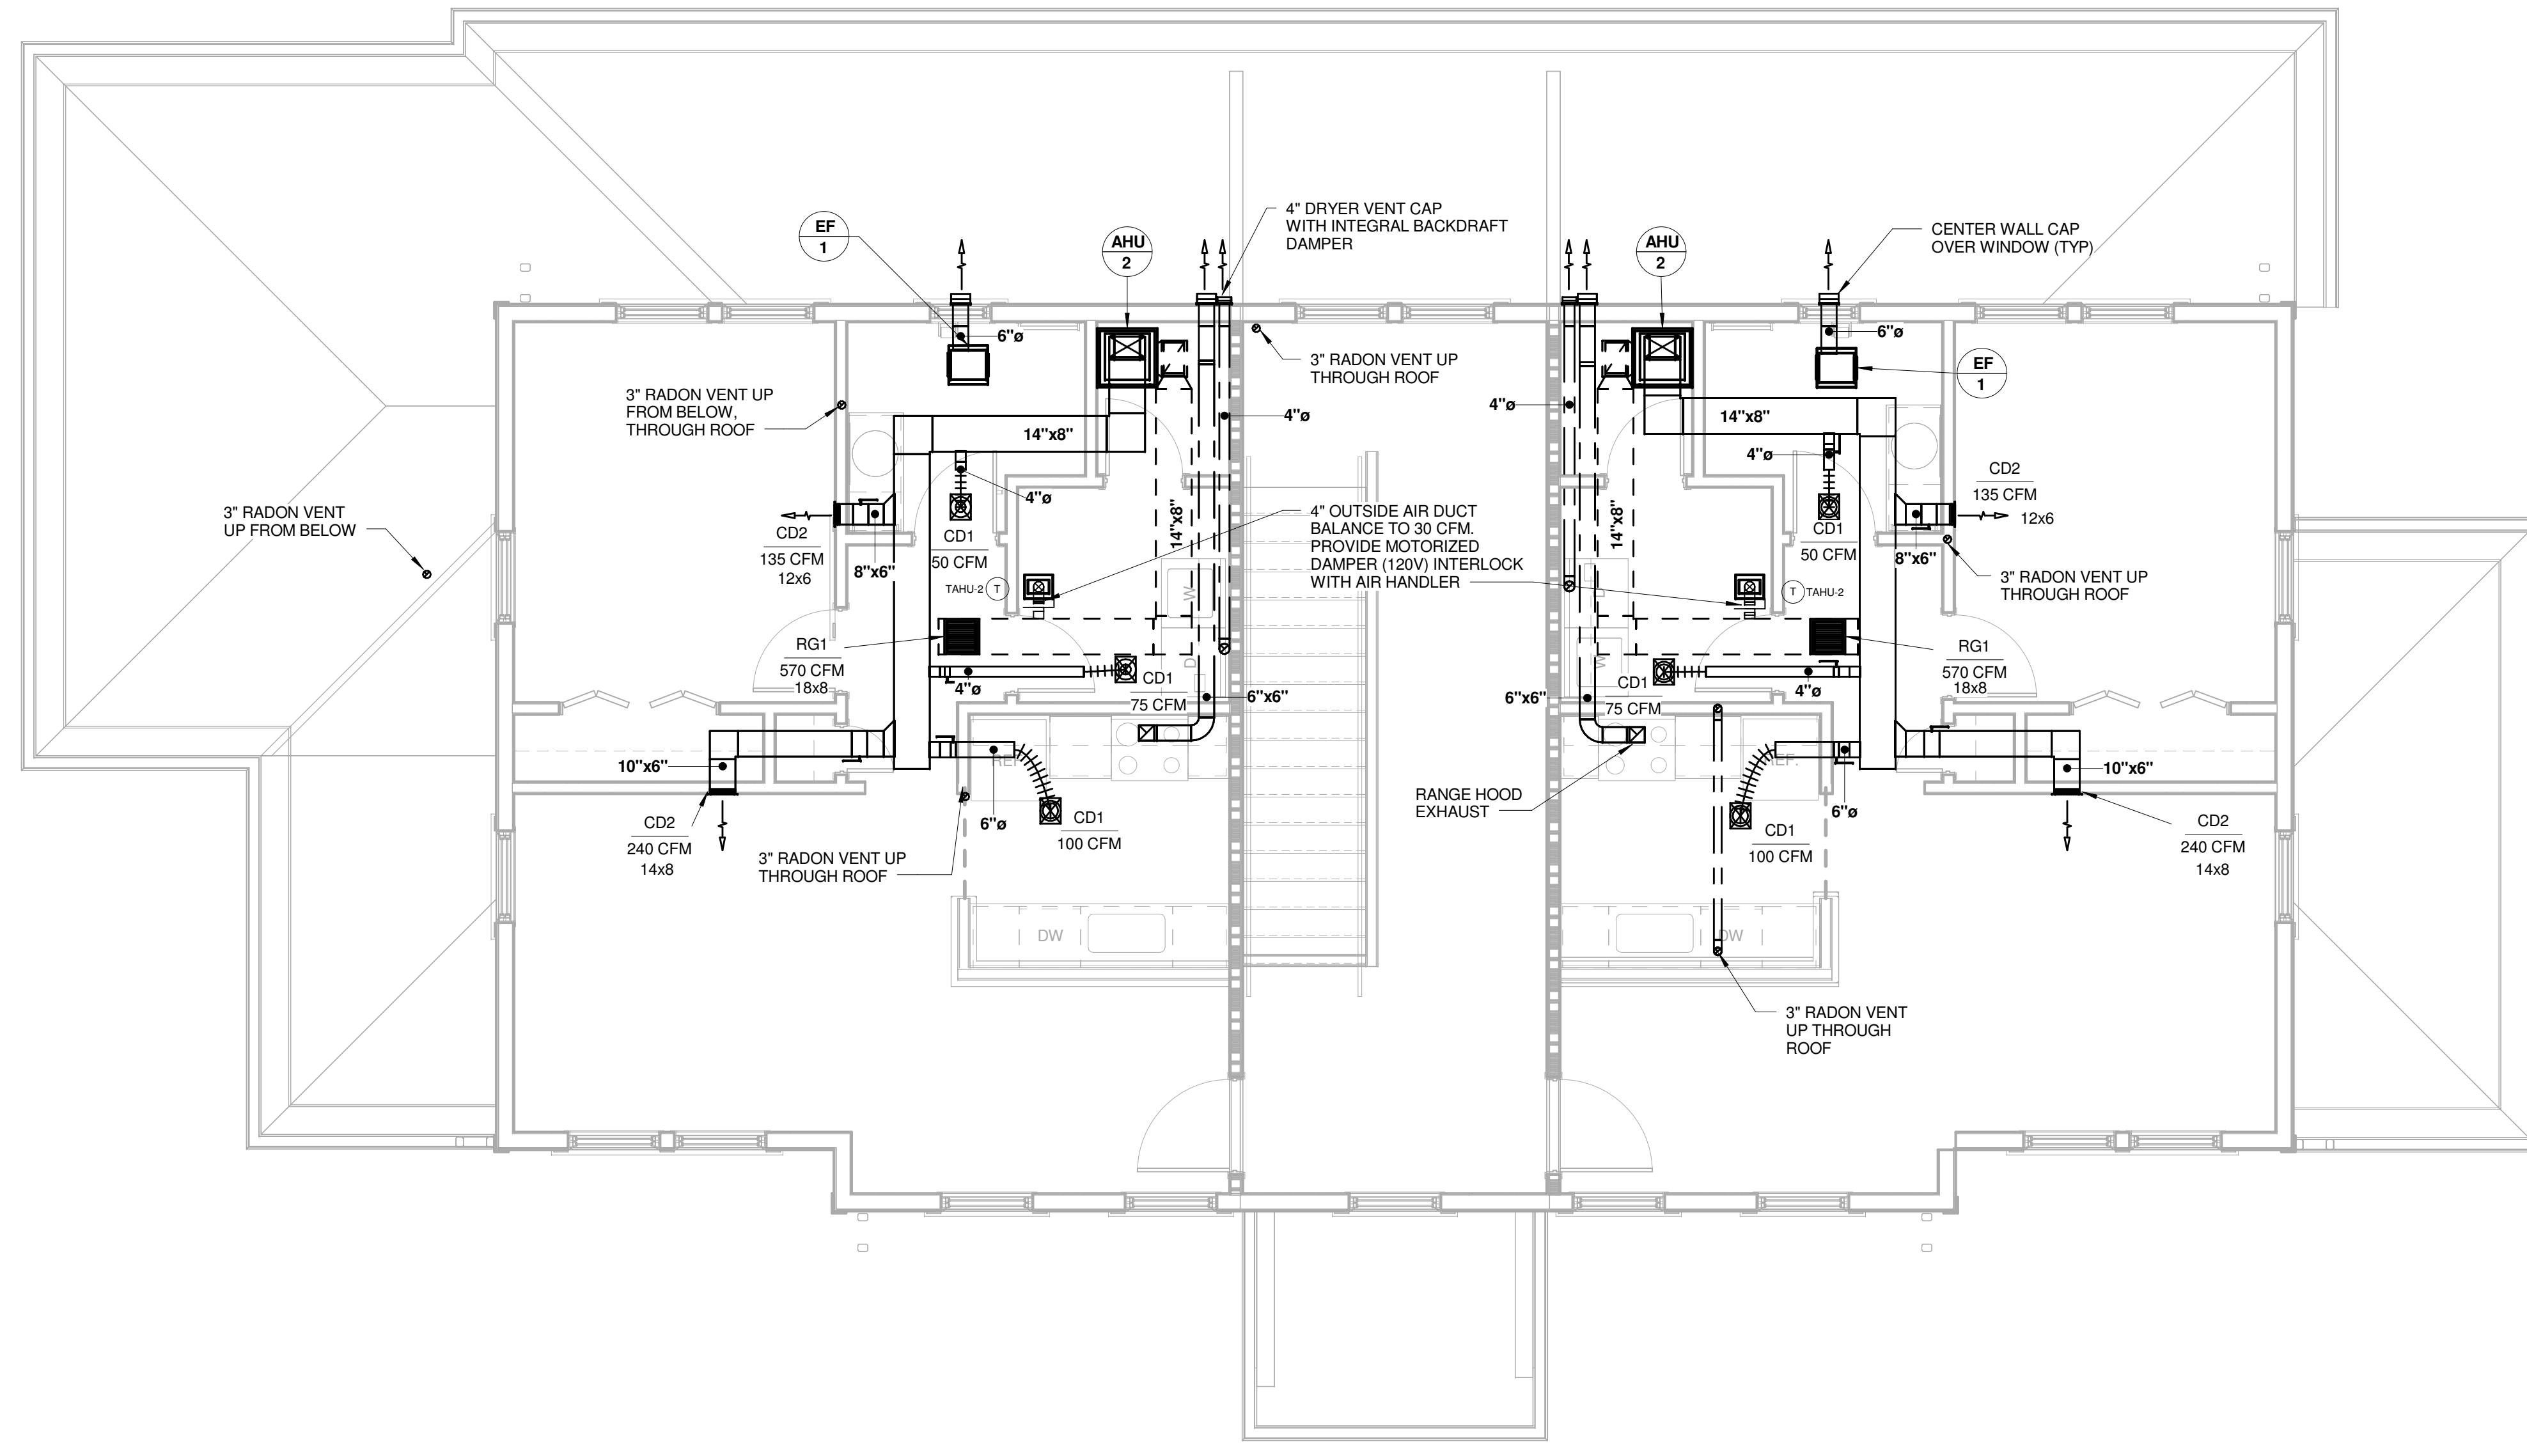 4" DRYER VENT CAP
WITH INTEGRAL BACKDRAFT
DAMPER
EF
1
AHU
2
AHU
2
CENTER WALL CAP
OVER WINDOW (TYP)
6"ø
3" RADON VENT UP
THROUGH ROOF
6"ø
EF
1
3" RADON VENT UP
FROM BELOW,
THROUGH ROOF
14"x8"
4"ø
4"ø
14"x8"
4"ø
4"ø
3" RADON VENT
UP FROM BELOW
CD2
135 CFM
12x6
8"x6"
CD1
50 CFM
TAHU-2
T
14"x8"
4" OUTSIDE AIR DUCT
BALANCE TO 30 CFM.
PROVIDE MOTORIZED
DAMPER (120V) INTERLOCK
WITH AIR HANDLER
14"x8"
CD1
50 CFM
T
TAHU-2
CD2
135 CFM
12x6
8"x6"
3" RADON VENT UP
THROUGH ROOF
W
D
D
W
RG1
570 CFM
18x8
4"ø
CD1
75 CFM
6"x6"
6"x6"
CD1
75 CFM
4"ø
RG1
570 CFM
18x8
10"x6"
REF.
REF.
10"x6"
CD2
240 CFM
14x8
6"ø
CD1
100 CFM
3" RADON VENT UP
THROUGH ROOF
RANGE HOOD
EXHAUST
6"ø
CD1
100 CFM
CD2
240 CFM
14x8
DW
DW
3" RADON VENT
UP THROUGH
ROOF